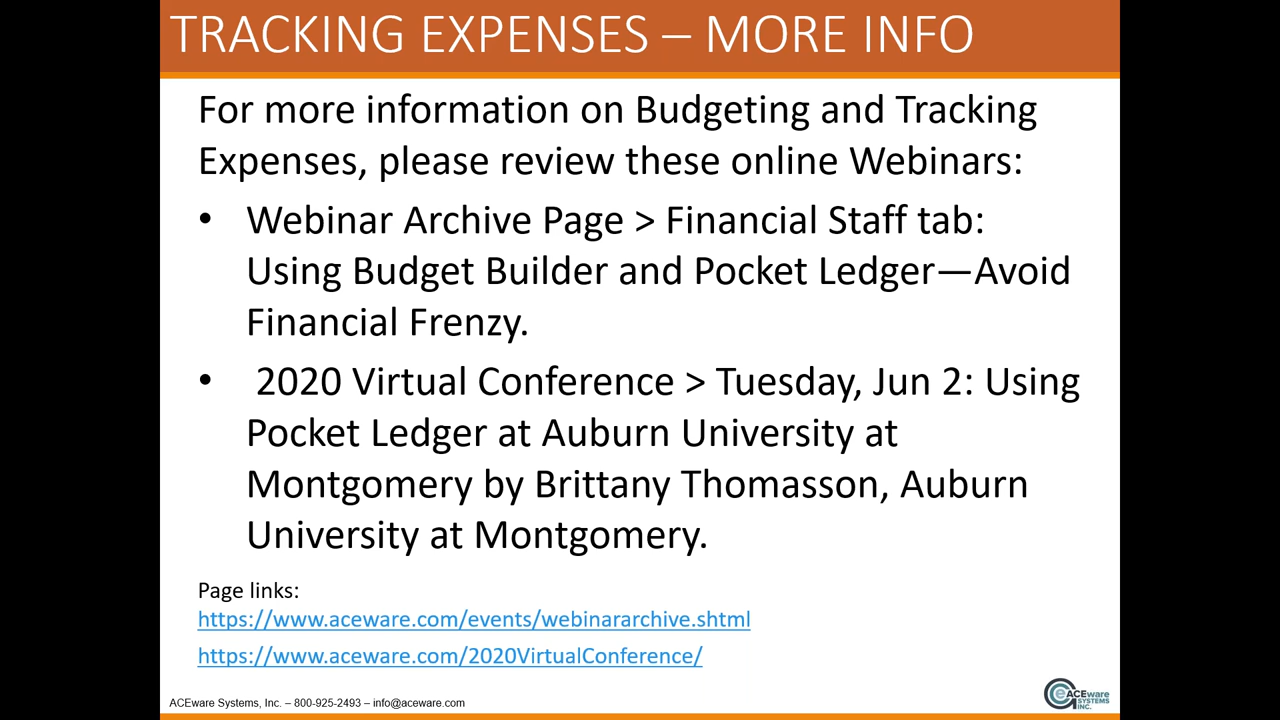 TRACKING EXPENSES – MORE INFO
For more information on Budgeting and Tracking
Expenses, please review these online Webinars:
• Webinar Archive Page > Financial Staff tab:
Using Budget Builder and Pocket Ledger—Avoid
Financial Frenzy.
• 2020 Virtual Conference > Tuesday, Jun 2: Using
Pocket Ledger at Auburn University at
Montgomery by Brittany Thomasson, Auburn
University at Montgomery.
Page links:
https://www.aceware.com/events/webinararchive.shtml
https://www.aceware.com/2020VirtualConference/
ACEware Systems, Inc. – 800-925-2493 – info@aceware.com
ACEware
SYSTEMS
INC.